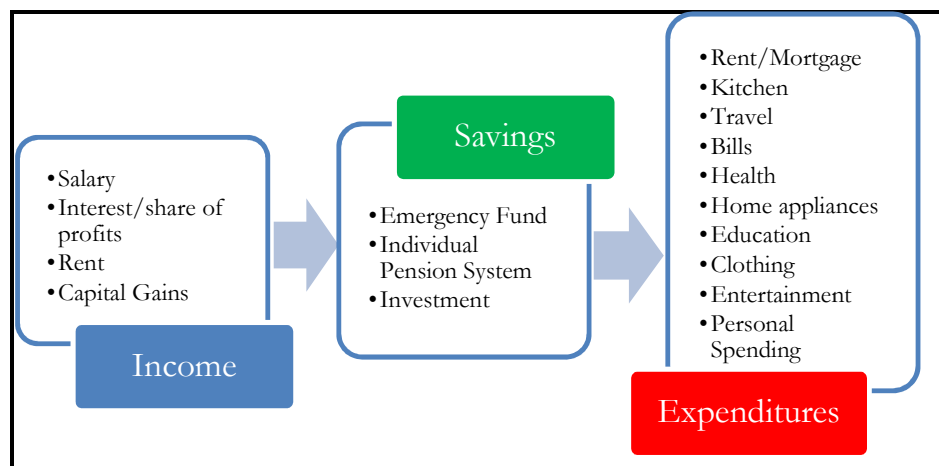 •Salary
•Interest/share of
profits
•Rent
•Capital Gains
Income
Savings
•Emergency Fund
•Individual
Pension System
•Investment
•Rent/Mortgage
•Kitchen
•Travel
•Bills
•Health
•Home appliances
•Education
•Clothing
•Entertainment
•Personal
Spending
Expenditures